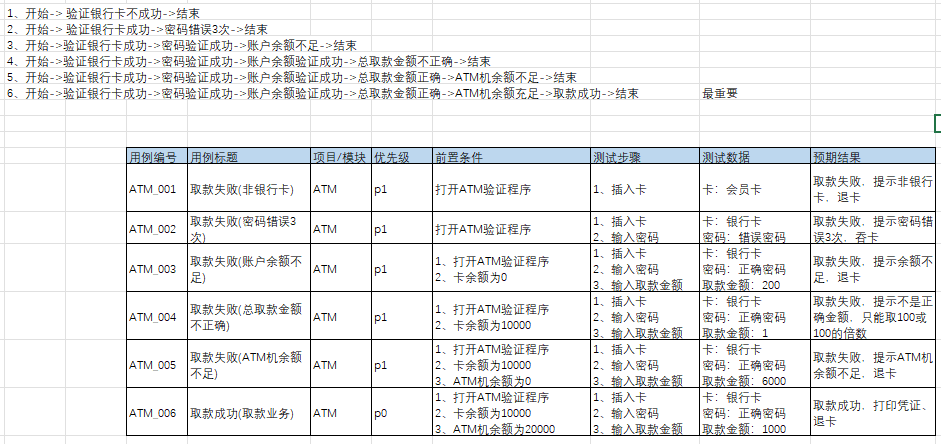 1、开始-> 验证银行卡不成功->结束
2、开始-> 验证银行卡成功->密码错误3次->结束
3、开始->验证银行卡成功->密码验证成功->账户余额不足->结束
4、开始->验证银行卡成功->密码验证成功->账户余额验证成功->总取款金额不正确->结束
5、开始->验证银行卡成功->密码验证成功->账户余额验证成功->总取款金额正确->ATM机余额不足->结束
6、开始->验证银行卡成功->密码验证成功->账户余额验证成功->总取款金额正确->ATM机余额充足->取款成功->结束 最重要
用例编号 用例标题 项目/模块 优先级 前置条件 测试步骤 测试数据 预期结果
ATM_001
取款失败(非银行卡)
ATM
p1
打开ATM验证程序
1、插入卡
卡：会员卡
取款失败，提示非银行
卡，退卡
ATM_002
取款失败(密码错误3
次)
ATM
p1
打开ATM验证程序
1、插入卡
2、输入密码
卡：银行卡
密码：错误密码
取款失败，提示密码错
误3次，吞卡
ATM_003
取款失败(账户余额不
足)
ATM
p1
1、打开ATM验证程序
2、卡余额为0
1、插入卡
2、输入密码
3、输入取款金额
卡：银行卡
密码：正确密码
取款金额：200
取款失败，提示余额不
足，退卡
ATM_004
取款失败(总取款金额
不正确)
ATM
p1
1、打开ATM验证程序
2、卡余额为10000
1、插入卡
2、输入密码
3、输入取款金额
卡：银行卡
密码：正确密码
取款金额：1
取款失败，提示不是正
确金额，只能取100或
100的倍数
ATM_005
取款失败(ATM机余额
不足)
ATM
p1
1、打开ATM验证程序
2、卡余额为10000
3、ATM机余额为0
1、插入卡
2、输入密码
3、输入取款金额
卡：银行卡
密码：正确密码
取款金额：6000
取款失败，提示ATM机
余额不足，退卡
ATM_006
取款成功(取款业务)
ATM
p0
1、打开ATM验证程序
2、卡余额为10000
3、ATM机余额为20000
1、插入卡
2、输入密码
3、输入取款金额
卡：银行卡
密码：正确密码
取款金额：1000
取款成功，打印凭证、
退卡